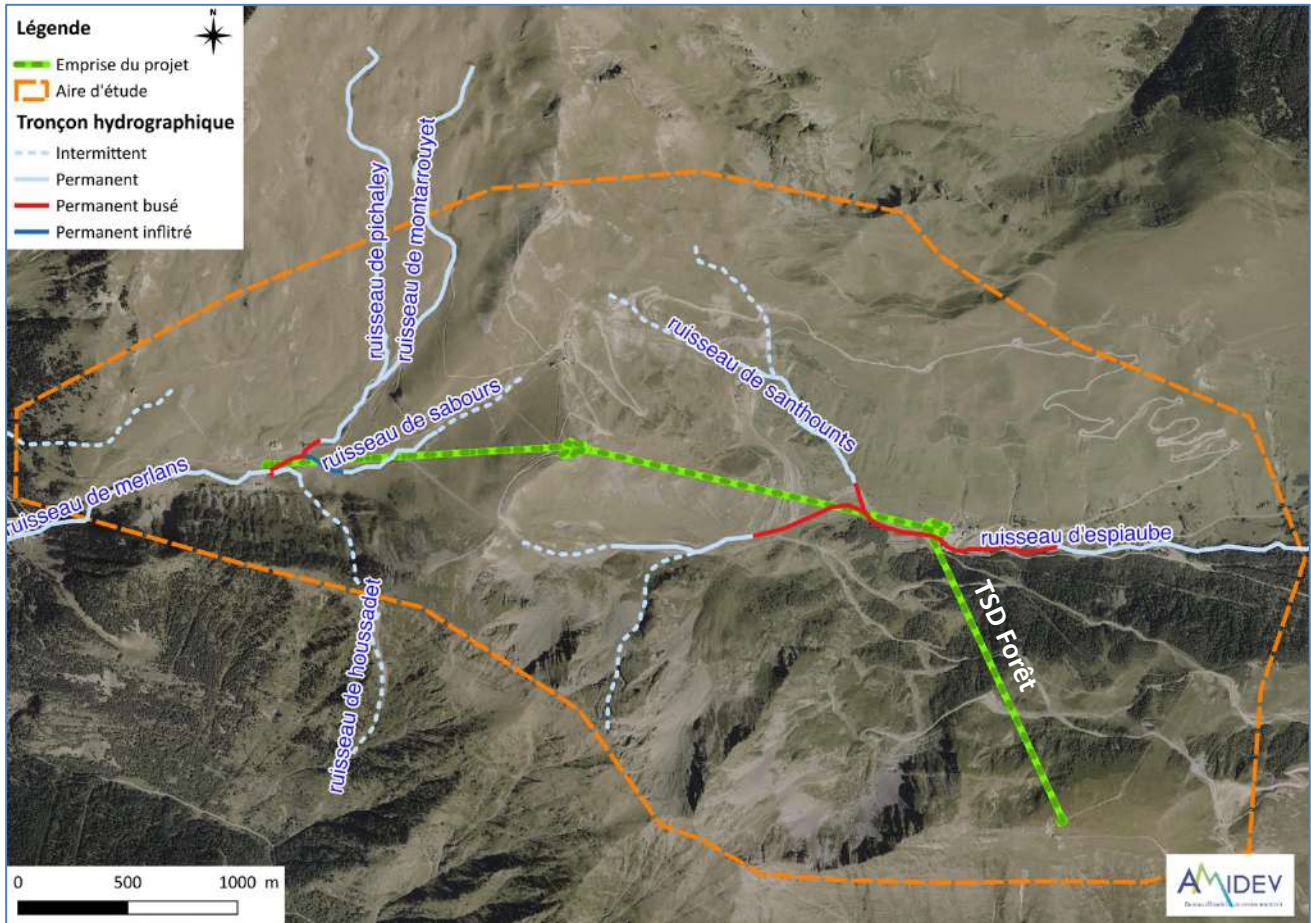 Légende
N
Emprise du projet
Aire d'étude
Tronçon hydrographique
Intermittent
Permanent
Permanent busé
Permanent inflitré
ruisseau de pichaley
ruisseau de montarrouyet
ruisseau de santhounts
ruisseau de sabours
ruisseau de merlans
ruisseau d'espiaube
ruisseau de houssadet
TSD Forêt
0 500 1000 m
AMIDEV